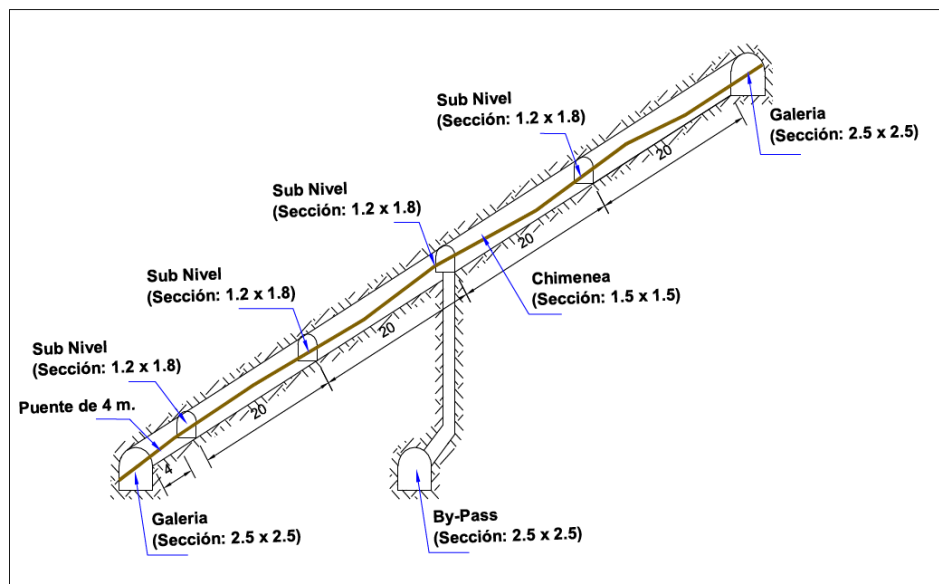 Sub Nivel
(Sección: 1.2 x 1.8)
Galeria
(Sección: 2.5 x 2.5)
20
Sub Nivel
(Sección: 1.2 x 1.8)
20
Chimenea
(Sección: 1.5 x 1.5)
Sub Nivel
(Sección: 1.2 x 1.8)
20
Sub Nivel
(Sección: 1.2 x 1.8)
20
Puente de 4 m.
4
Galeria
(Sección: 2.5 x 2.5)
By-Pass
(Sección: 2.5 x 2.5)